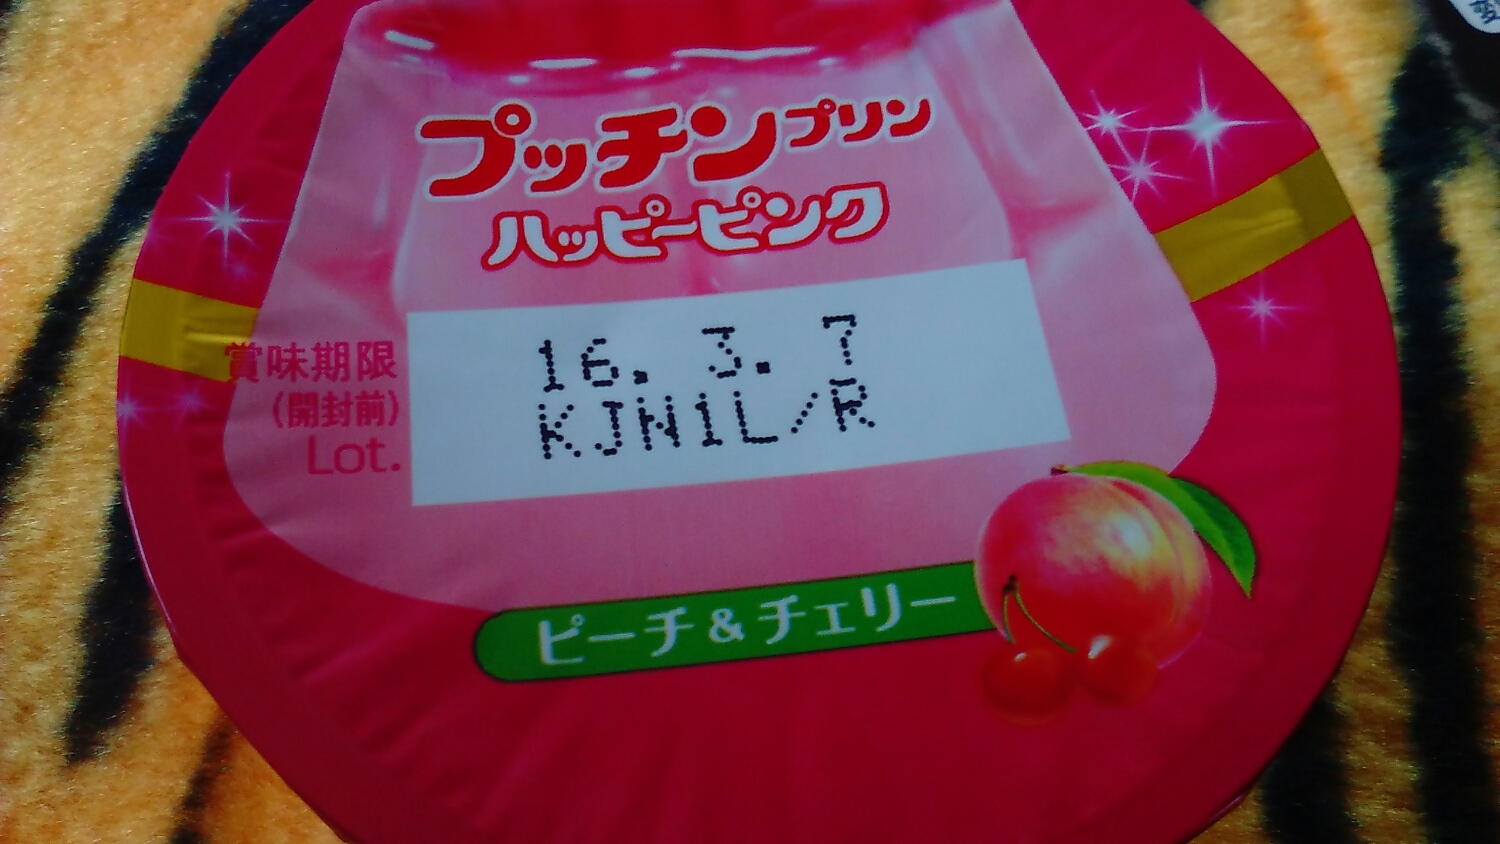 プッチンプリン
ハッピーピンク
賞味期限
(開封前)
Lot.
16. 3. 7
KJN1L/R
ピーチ&チェリー